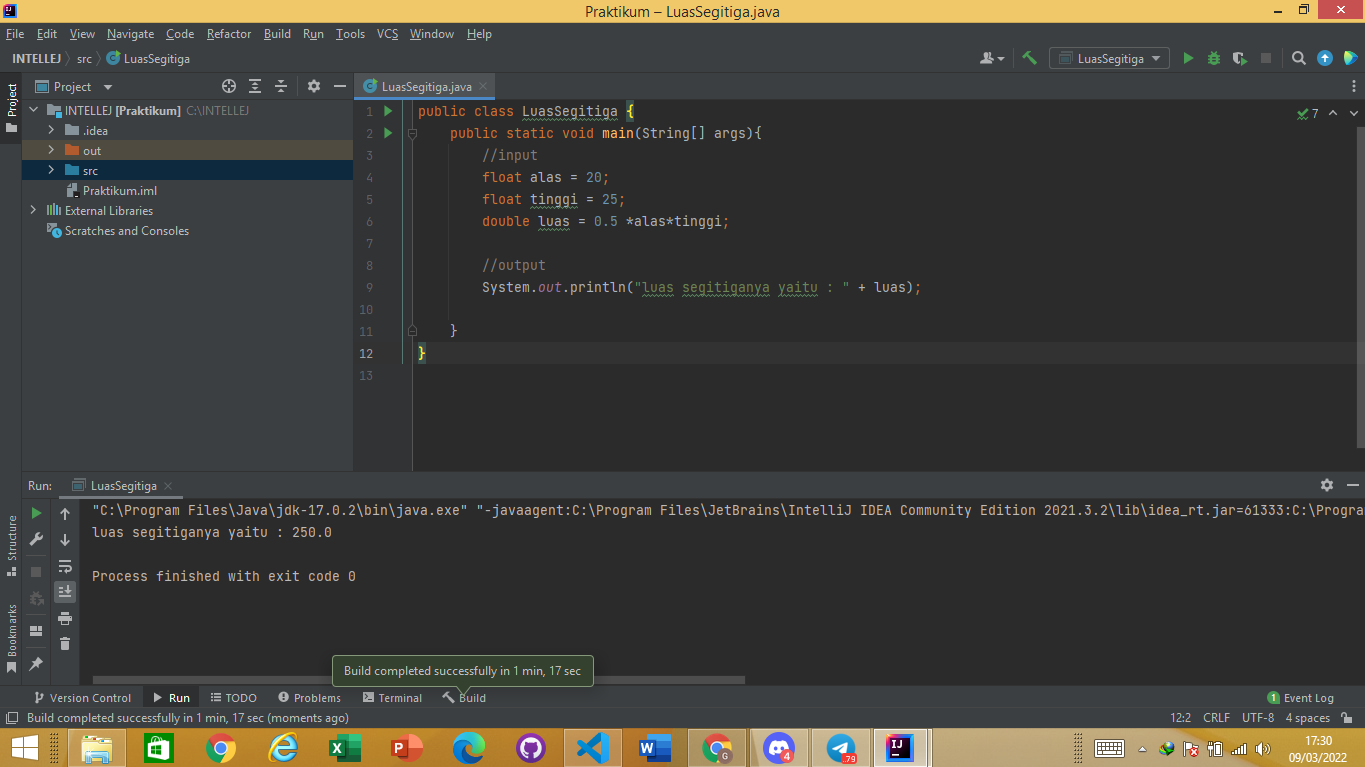 Praktikum – LuasSegitiga.java
File Edit View Navigate Code Refactor Build Run Tools VCS Window Help
INTELLEJ src LuasSegitiga
LuasSegitiga
Project
Project
LuasSegitiga.java
INTELLEJ [Praktikum] C:\INTELLEJ
.idea
out
src
Praktikum.iml
External Libraries
Scratches and Consoles
7
1 public class LuasSegitiga {
2 public static void main(String[] args){
3 //input
4 float alas = 20;
5 float tinggi = 25;
6 double luas = 0.5 *alas*tinggi;
7
8 //output
9 System.out.println("luas segitiganya yaitu : " + luas);
10
11 }
12 }
13
Run: LuasSegitiga
"C:\Program Files\Java\jdk-17.0.2\bin\java.exe" "-javaagent:C:\Program Files\JetBrains\IntelliJ IDEA Community Edition 2021.3.2\lib\idea_rt.jar=61333:C:\Progra
luas segitiganya yaitu : 250.0
Process finished with exit code 0
Structure
Bookmarks
Build completed successfully in 1 min, 17 sec
Version Control Run TODO Problems Terminal Build
1 Event Log
Build completed successfully in 1 min, 17 sec (moments ago)
12:2 CRLF UTF-8 4 spaces
G
4
.79
IJ
17:30
09/03/2022